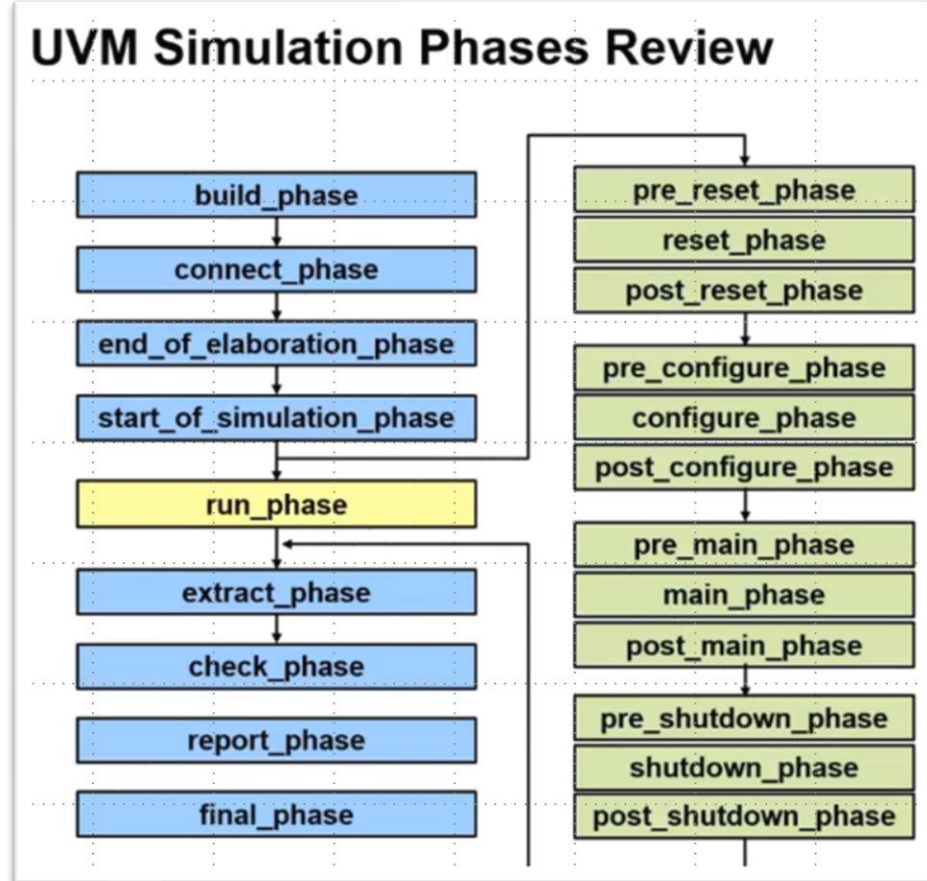 UVM Simulation Phases Review
build_phase
connect_phase
end_of_elaboration_phase
start_of_simulation_phase
run_phase
extract_phase
check_phase
report_phase
final_phase
pre_reset_phase
reset_phase
post_reset_phase
pre_configure_phase
configure_phase
post_configure_phase
pre_main_phase
main_phase
post_main_phase
pre_shutdown_phase
shutdown_phase
post_shutdown_phase